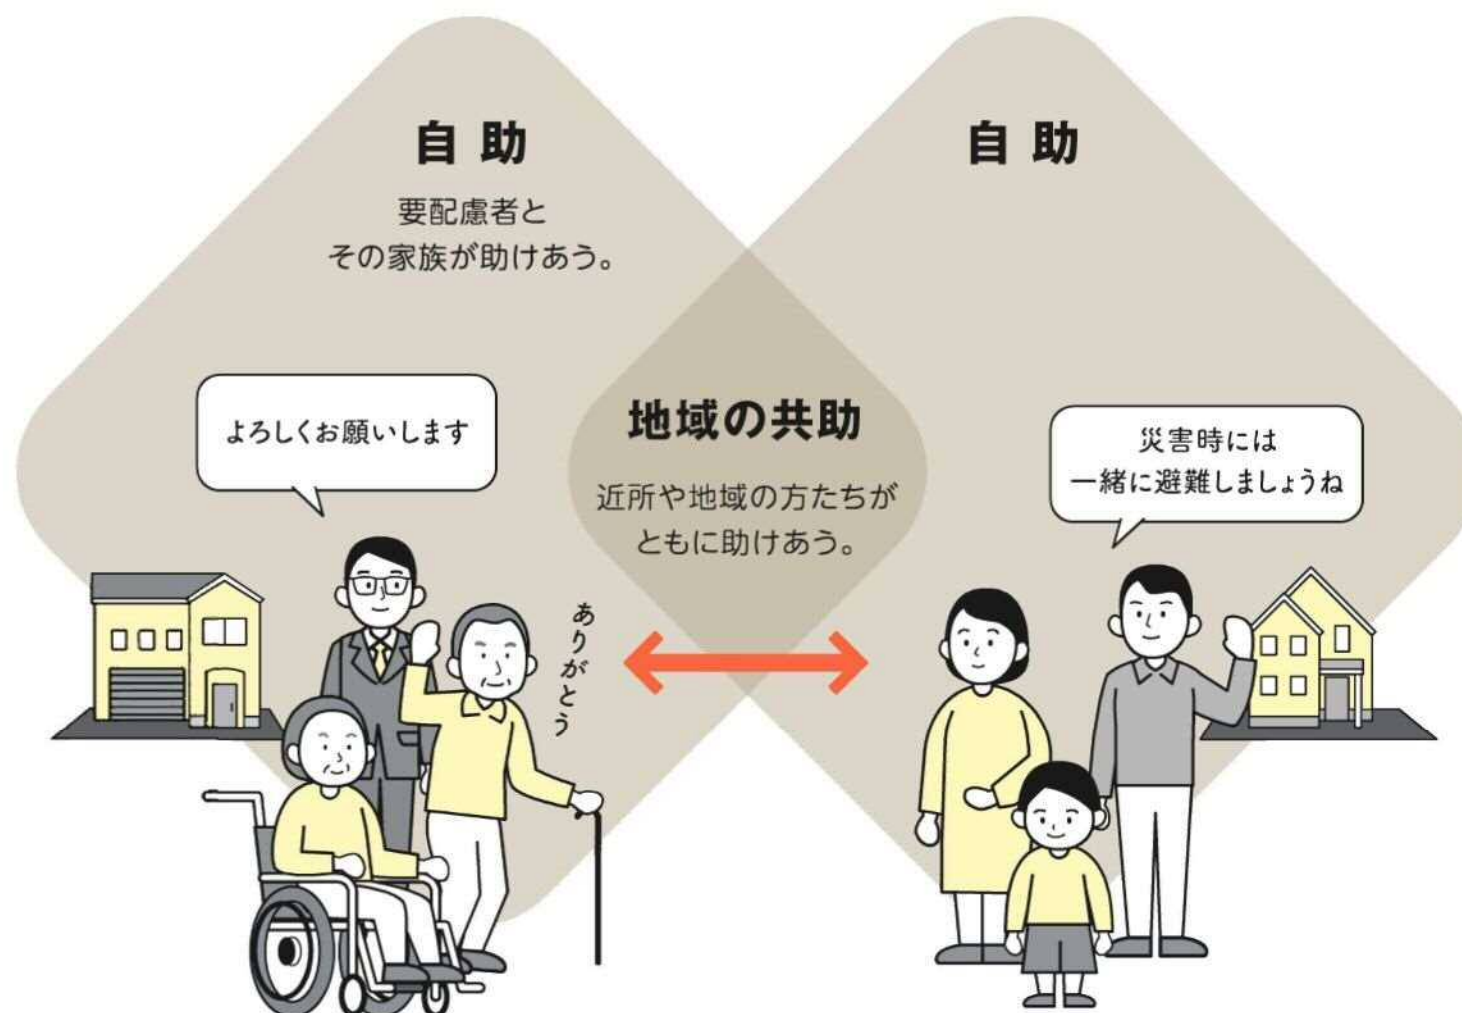 自助
要配慮者と
その家族が助けあう。
自助
地域の共助
近所や地域の方たちが
ともに助けあう。
よろしくお願いします
災害時には
一緒に避難しましょうね
ありがとう